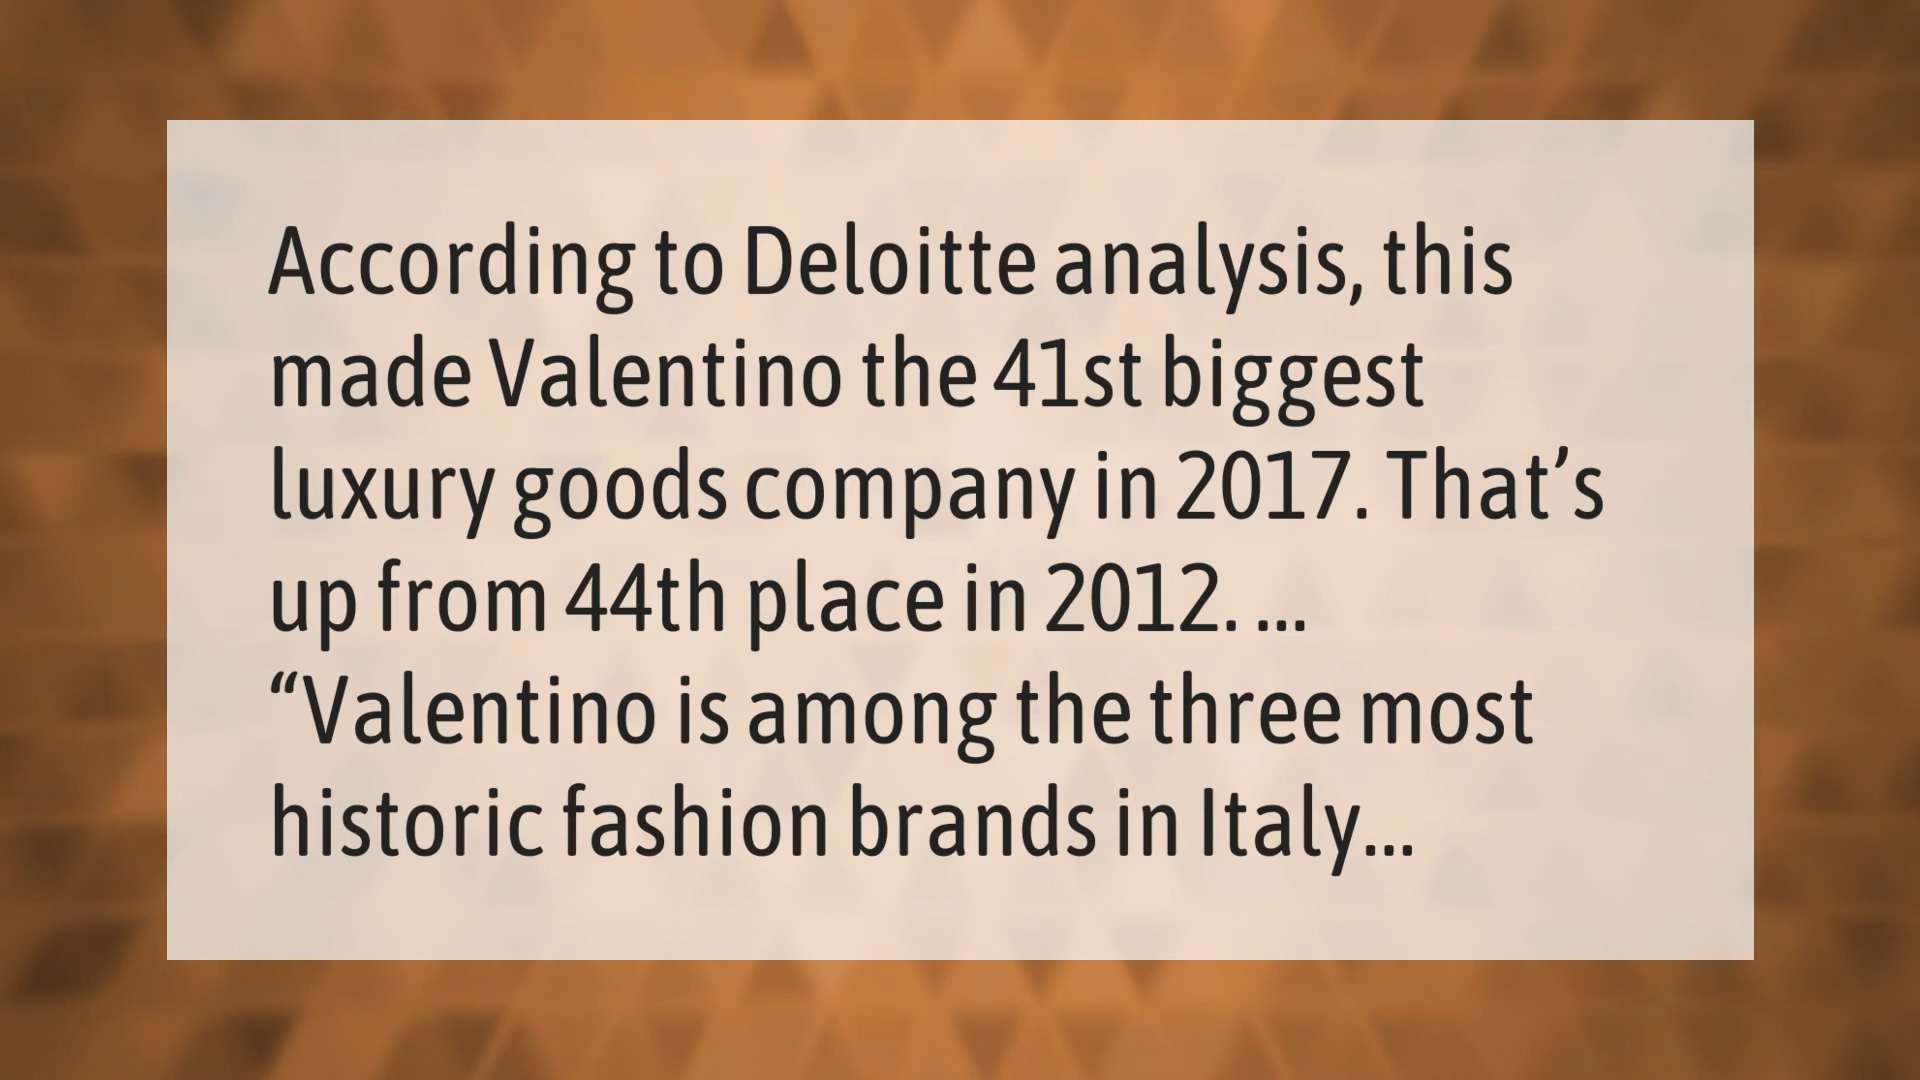 According to Deloitte analysis, this
made Valentino the 41st biggest
luxury goods company in 2017. That’s
up from 44th place in 2012. ...
“Valentino is among the three most
historic fashion brands in Italy...